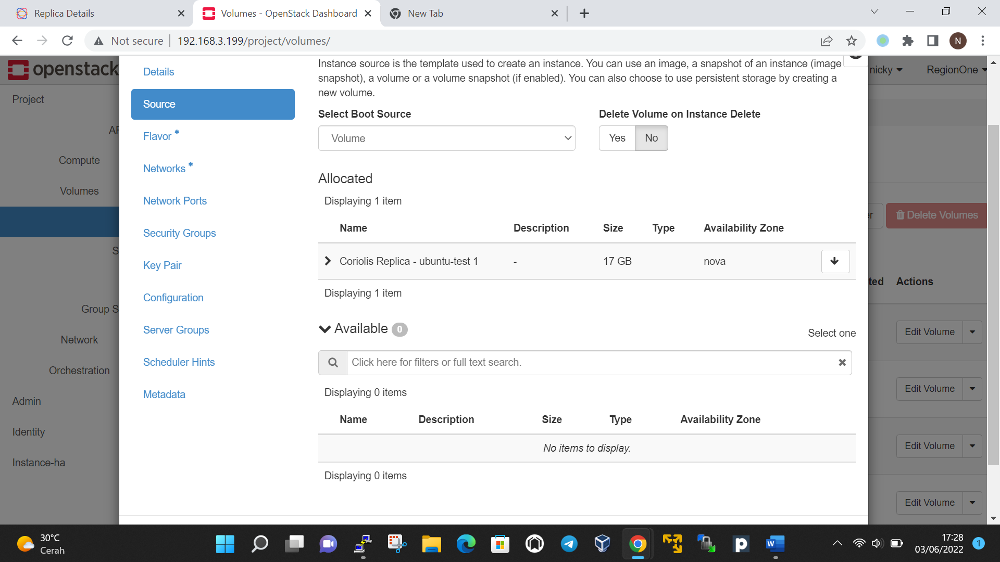 Replica Details
Volumes - OpenStack Dashboard
New Tab
Not secure
192.168.3.199/project/volumes/
N
openstack
nicky
RegionOne
Project
AP
Compute
Volumes
S
Group S
Network
Orchestration
Admin
Identity
Instance-ha
Details
Source
Flavor *
Networks *
Network Ports
Security Groups
Key Pair
Configuration
Server Groups
Scheduler Hints
Metadata
Instance source is the template used to create an instance. You can use an image, a snapshot of an instance (image
snapshot), a volume or a volume snapshot (if enabled). You can also choose to use persistent storage by creating a
new volume.
Select Boot Source
Delete Volume on Instance Delete
Volume
Yes No
Allocated
Displaying 1 item
Name Description Size Type Availability Zone
Coriolis Replica - ubuntu-test 1 - 17 GB nova
Displaying 1 item
Available 0
Select one
Click here for filters or full text search.
Displaying 0 items
Name Description Size Type Availability Zone
No items to display.
Displaying 0 items
er
Delete Volumes
ted Actions
Edit Volume
Edit Volume
Edit Volume
Edit Volume
30°C
Cerah
17:28
03/06/2022
1